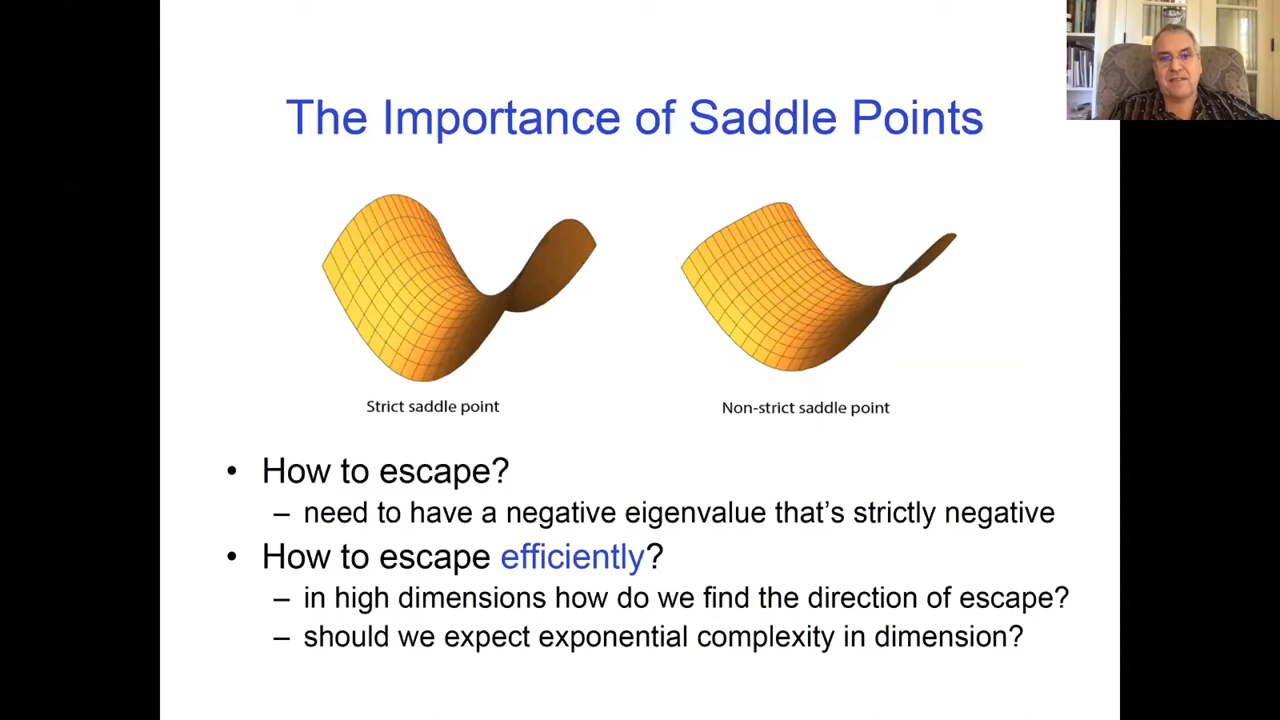 The Importance of Saddle Points
Strict saddle point
Non-strict saddle point
• How to escape?
– need to have a negative eigenvalue that’s strictly negative
• How to escape efficiently?
– in high dimensions how do we find the direction of escape?
– should we expect exponential complexity in dimension?